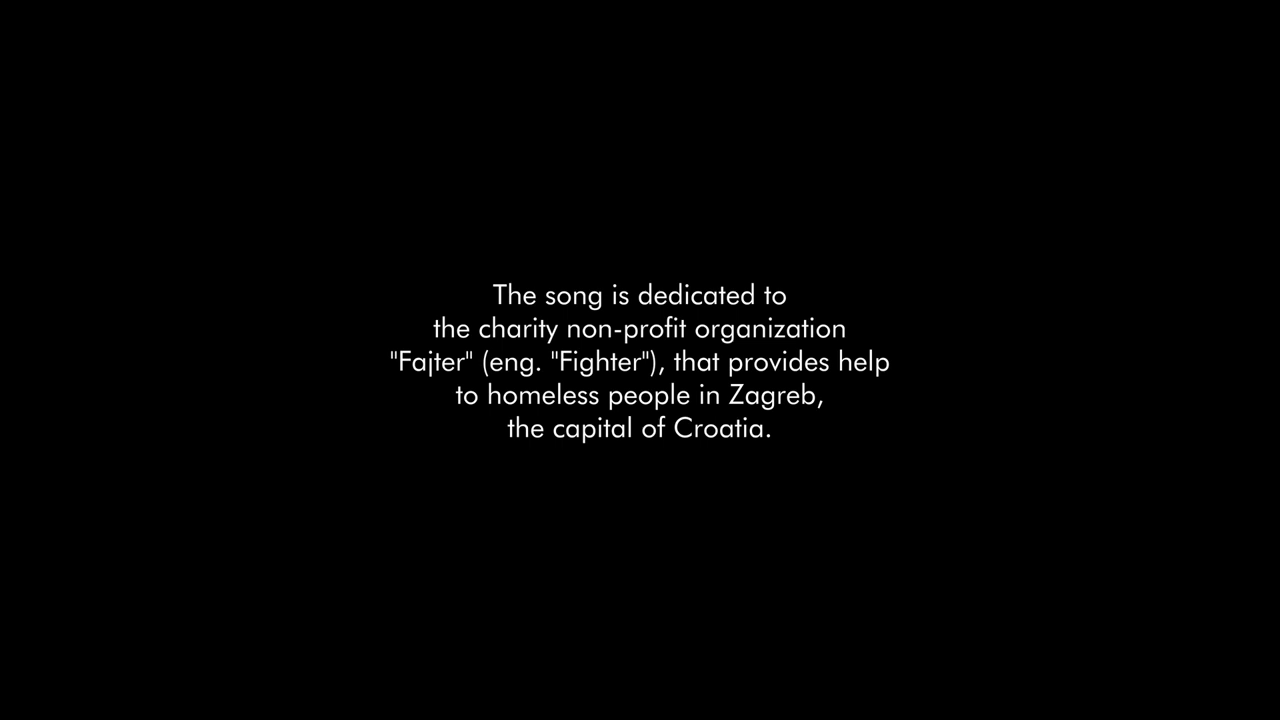 The song is dedicated to
the charity non-profit organization
"Fajter" (eng. "Fighter"), that provides help
to homeless people in Zagreb,
the capital of Croatia.